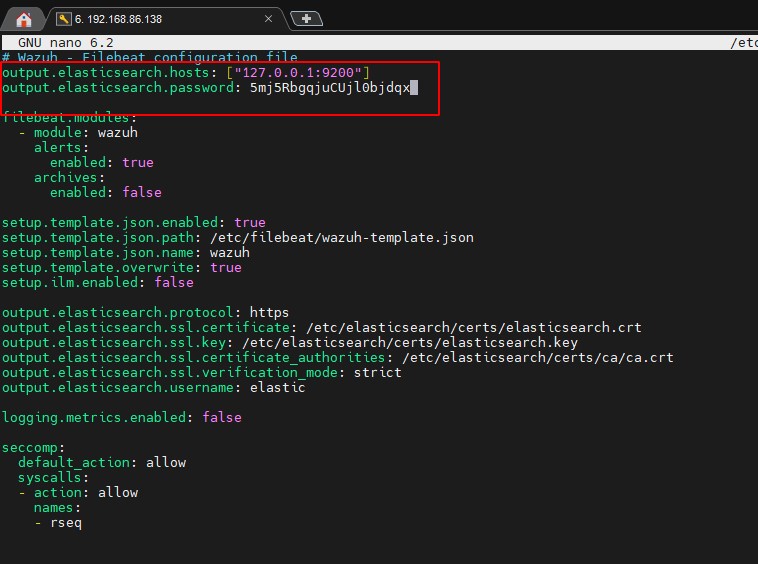 6. 192.168.86.138
GNU nano 6.2 /etc
# Wazuh - Filebeat configuration file
output.elasticsearch.hosts: ["127.0.0.1:9200"]
output.elasticsearch.password: 5mj5RbgqjuCUjl0bjdqx
filebeat.modules:
  - module: wazuh
    alerts:
      enabled: true
    archives:
      enabled: false
setup.template.json.enabled: true
setup.template.json.path: /etc/filebeat/wazuh-template.json
setup.template.json.name: wazuh
setup.template.overwrite: true
setup.ilm.enabled: false
output.elasticsearch.protocol: https
output.elasticsearch.ssl.certificate: /etc/elasticsearch/certs/elasticsearch.crt
output.elasticsearch.ssl.key: /etc/elasticsearch/certs/elasticsearch.key
output.elasticsearch.ssl.certificate_authorities: /etc/elasticsearch/certs/ca/ca.crt
output.elasticsearch.ssl.verification_mode: strict
output.elasticsearch.username: elastic
logging.metrics.enabled: false
seccomp:
  default_action: allow
  syscalls:
  - action: allow
    names:
    - rseq